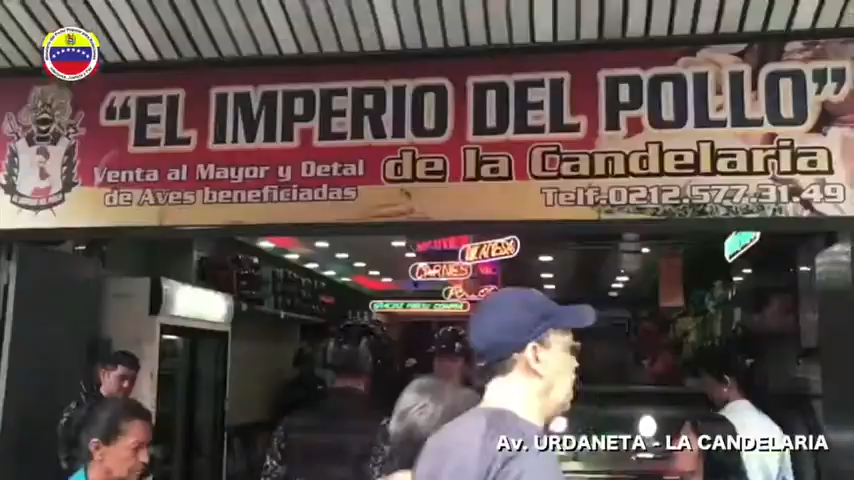 "EL IMPERIO DEL POLLO"
Venta al Mayor y Detal
de Aves beneficiadas
de la Candelaria
Telf.: 0212-577.31.49
CARNES
Av. URDANETA - LA CANDELARIA